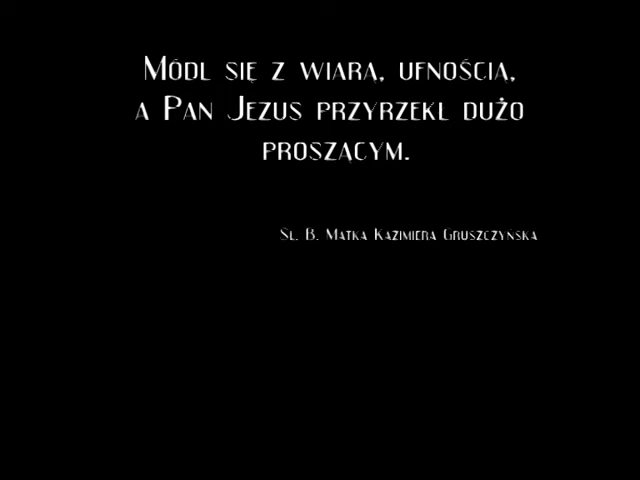 Módl się z wiarą, ufnością,
a Pan Jezus przyrzekł dużo
proszącym.
Sł. B. Matka Kazimiera Gruszczyńska